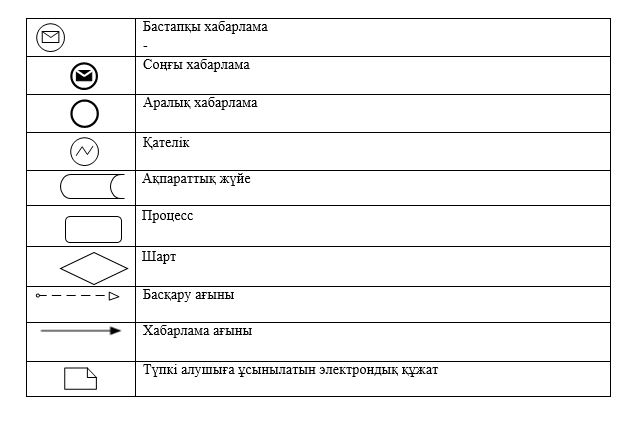 Бастапқы хабарлама
-
Соңғы хабарлама
Аралық хабарлама
Қателік
Ақпараттық жүйе
Процесс
Шарт
Басқару ағыны
Хабарлама ағыны
Түпкі алушыға ұсынылатын электрондық құжат